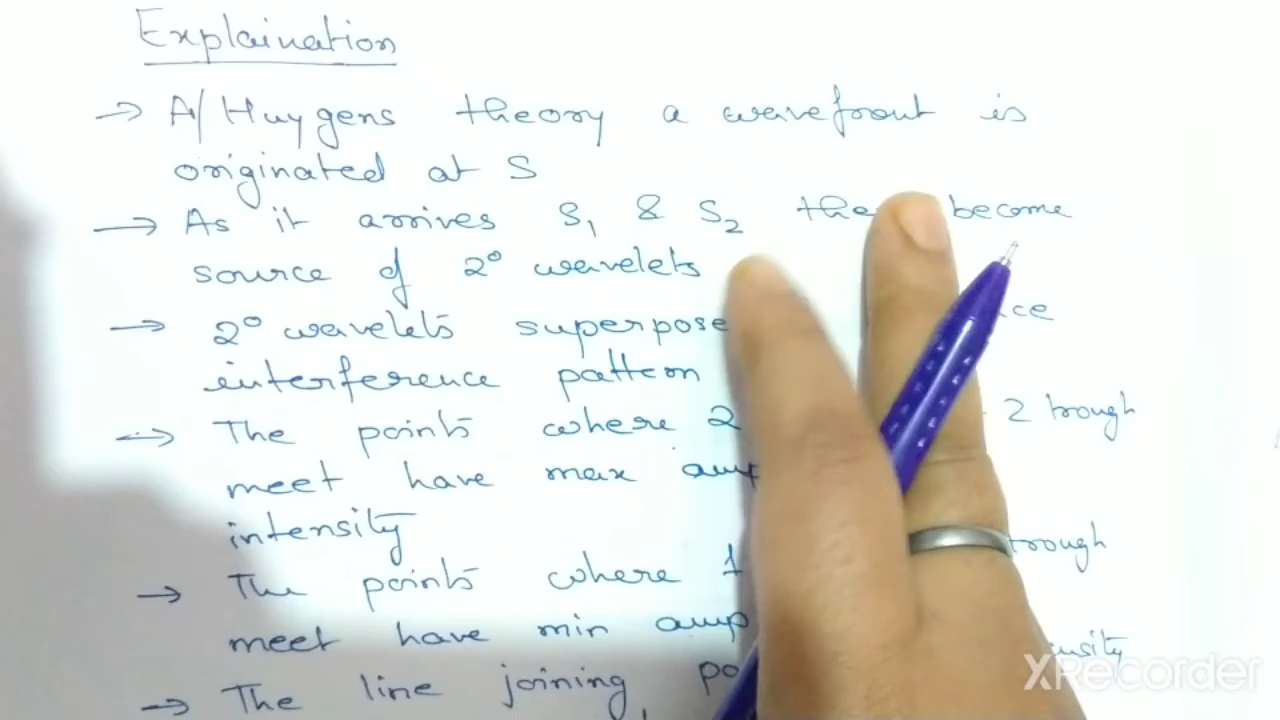 Explaination
→ A/ Huygens theory a wavefront is
originated at S
→ As it arrives S₁ & S₂ become
source of 2° wavelets
→ 2° wavelets superpose
interference pattern
→ The points where 2 2 trough
meet have max
intensity
→ The points where 1 trough
meet have min amp
→ The line joining
XRecorder